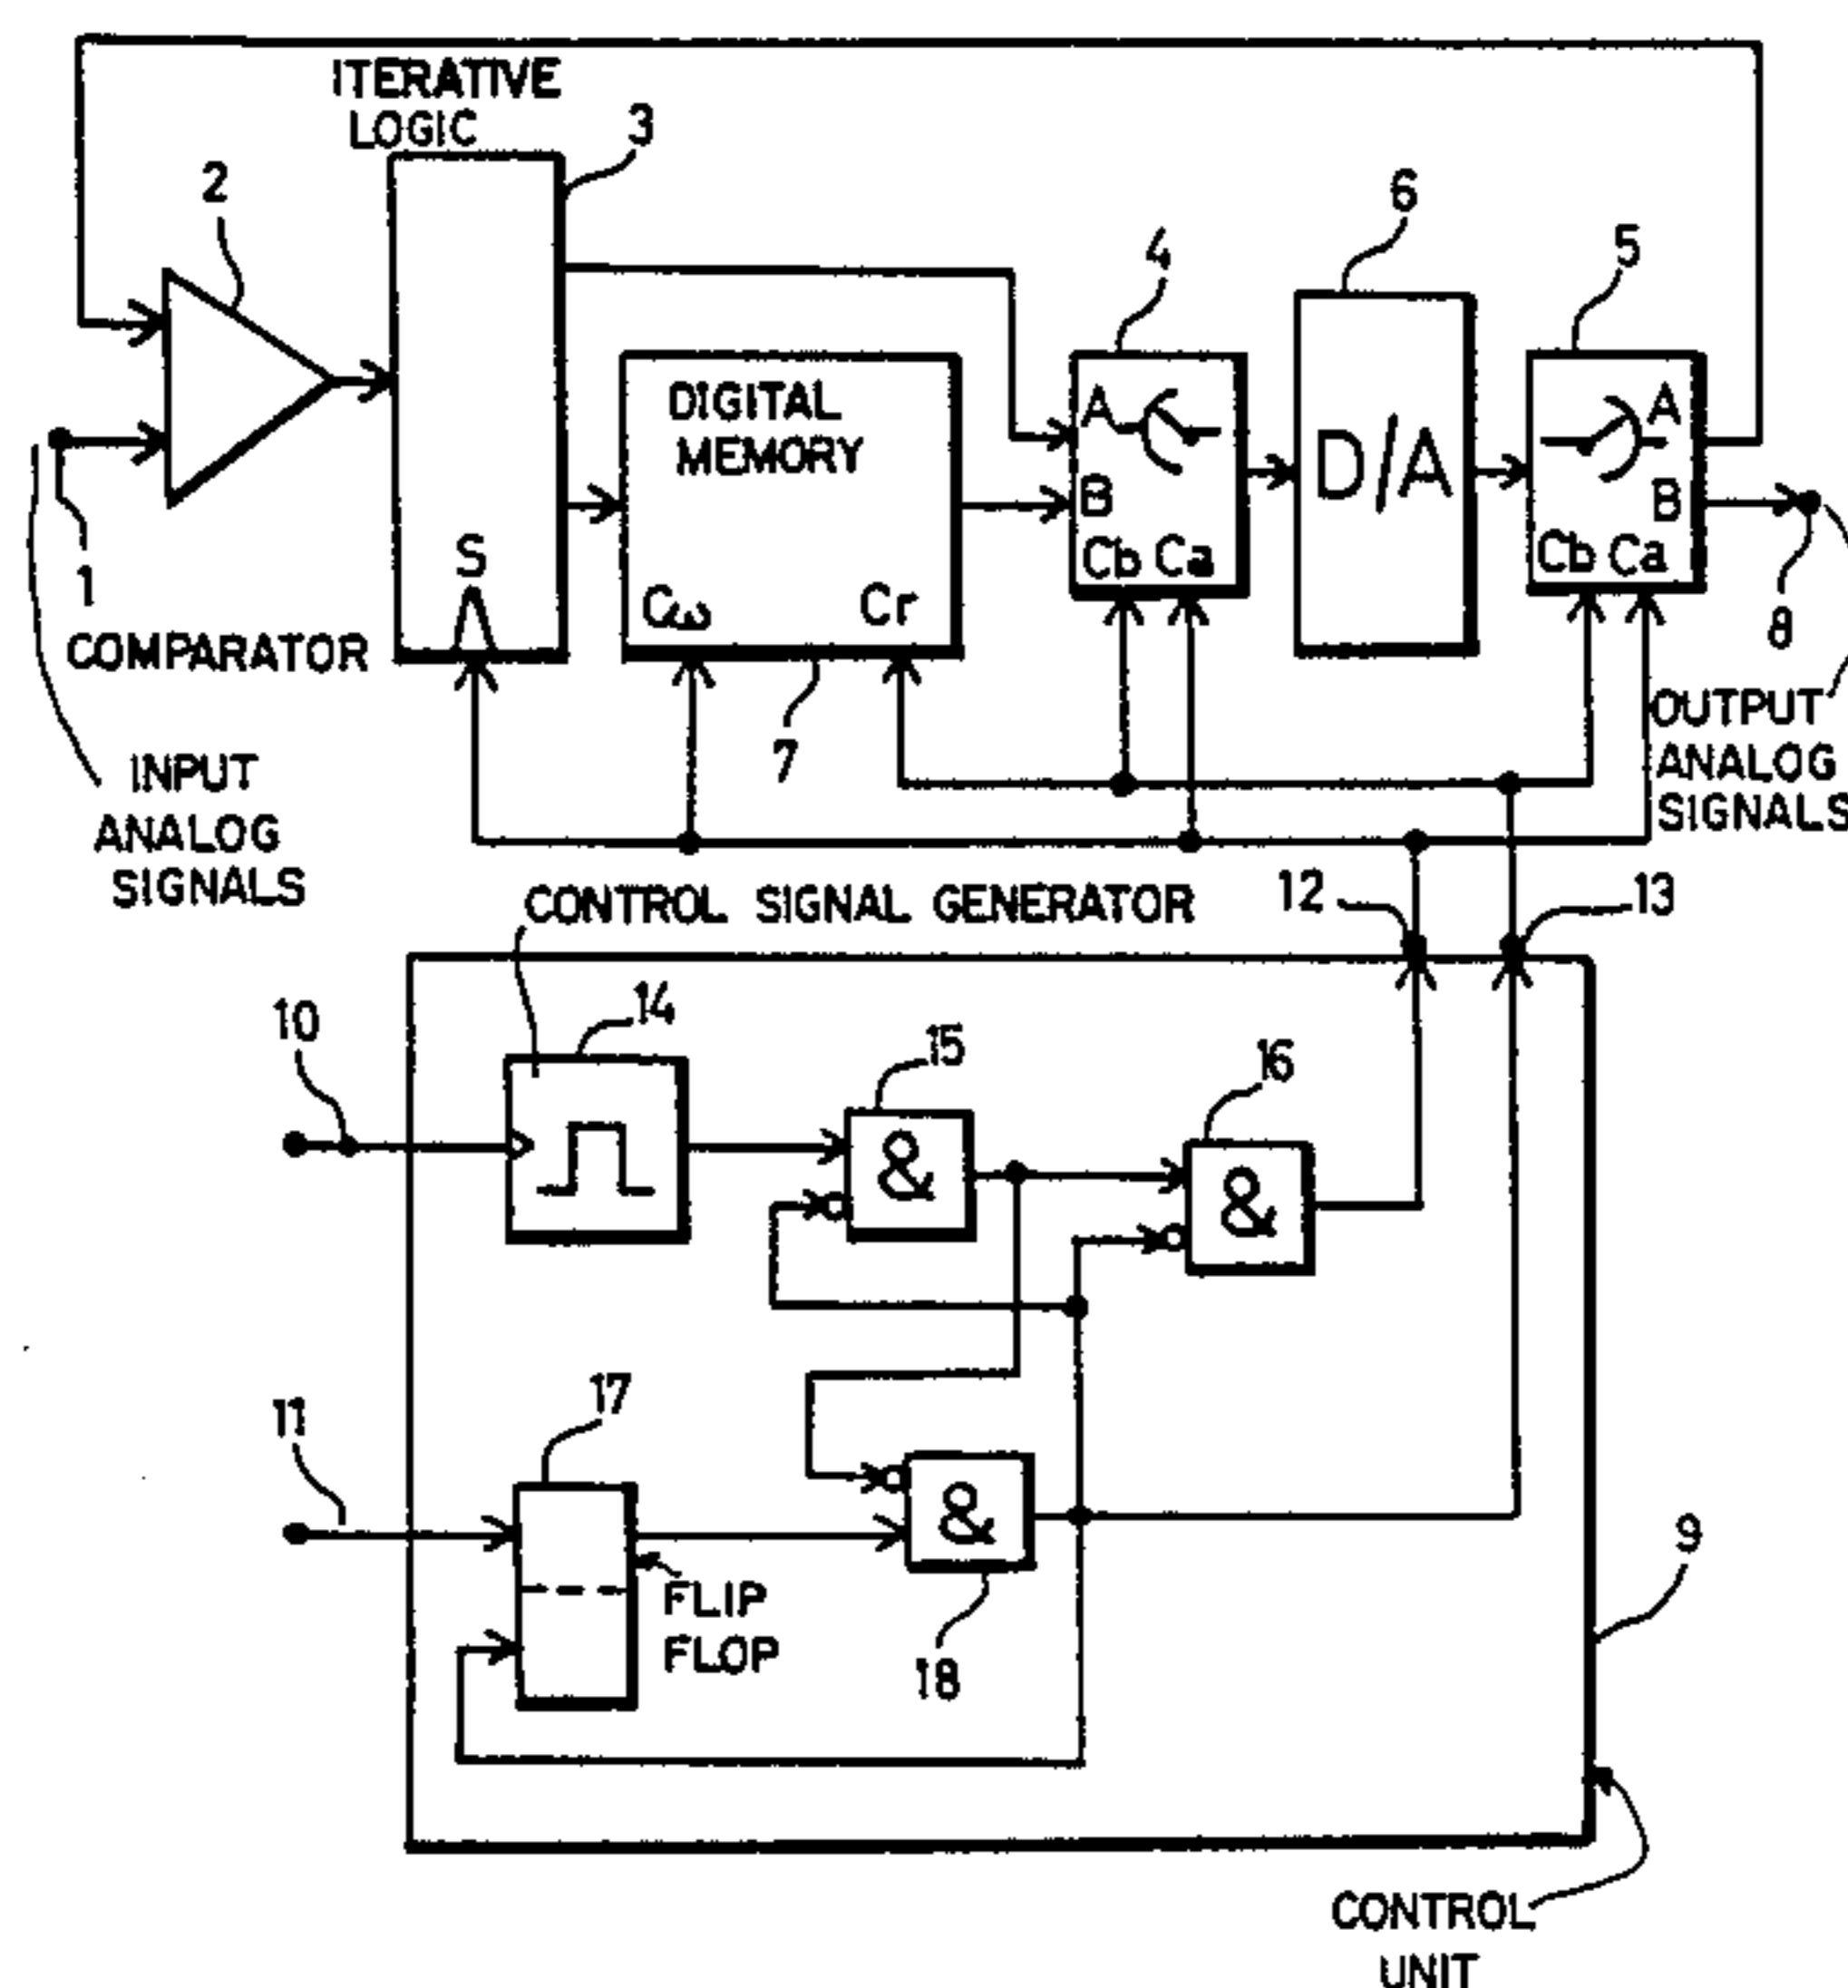 ITERATIVE
LOGIC
3
2
4
6
5
A
B
Cb Ca
D/A
A
B
Cb Ca
DIGITAL
MEMORY
Cω
Cr
S
1
8
COMPARATOR
7
INPUT
ANALOG
SIGNALS
OUTPUT
ANALOG
SIGNALS
CONTROL SIGNAL GENERATOR
12
13
10
14
15
16
&
&
11
17
&
FLIP
FLOP
18
9
CONTROL
UNIT